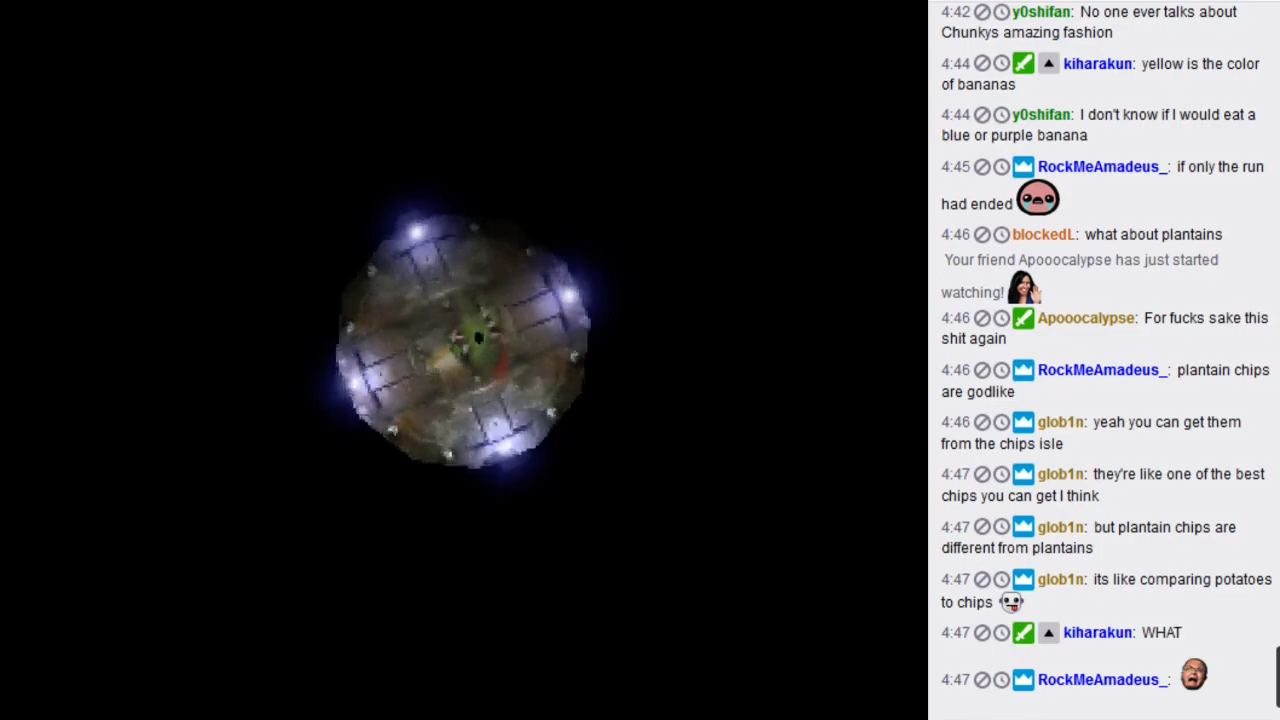 4:42 y0shifan: No one ever talks about
Chunkys amazing fashion
4:44 kiharakun: yellow is the color
of bananas
4:44 y0shifan: I don't know if I would eat a
blue or purple banana
4:45 RockMeAmadeus_: if only the run
had ended
4:46 blockedL: what about plantains
Your friend Apooocalypse has just started
watching!
4:46 Apooocalypse: For fucks sake this
shit again
4:46 RockMeAmadeus_: plantain chips
are godlike
4:46 glob1n: yeah you can get them
from the chips isle
4:47 glob1n: they're like one of the best
chips you can get I think
4:47 glob1n: but plantain chips are
different from plantains
4:47 glob1n: its like comparing potatoes
to chips
4:47 kiharakun: WHAT
4:47 RockMeAmadeus_: